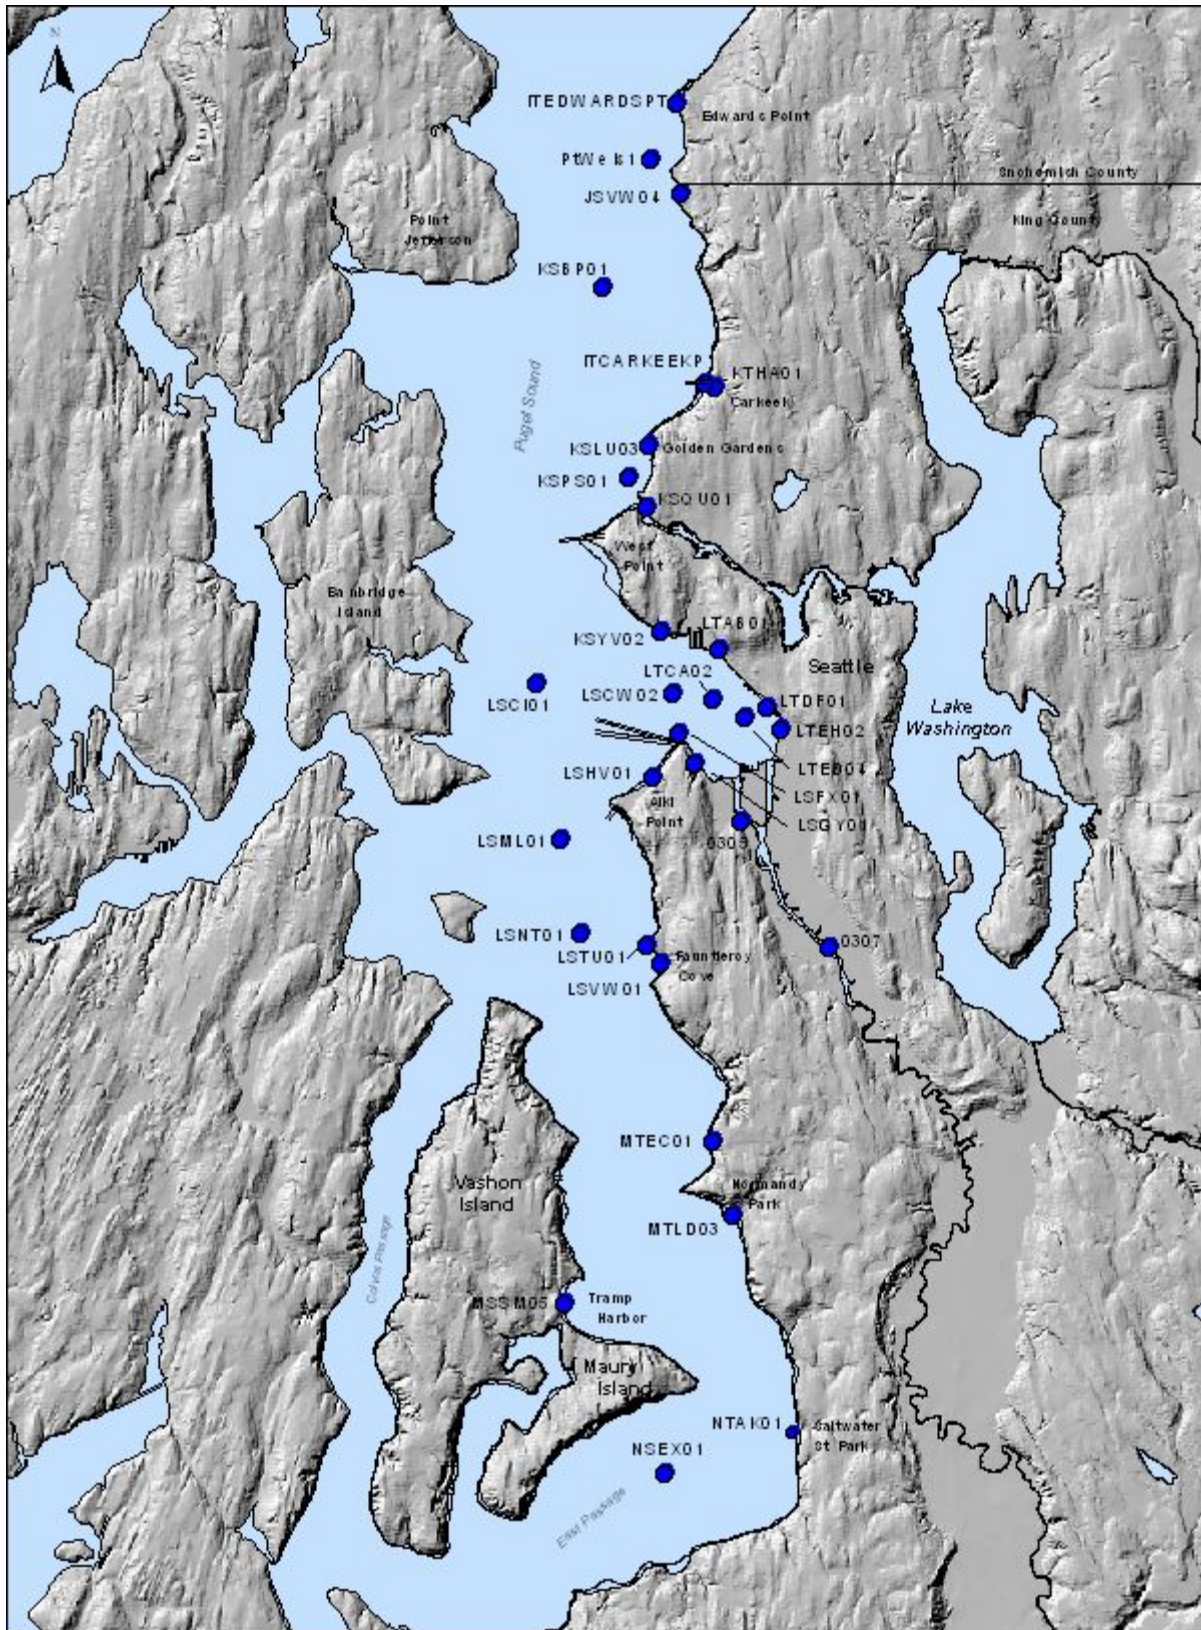 N
ITEDWARDSPT
Edwards Point
PtWells1
Snohomish County
JSVW04
King County
Point
Jefferson
KSBP01
ITCARKEEKP
KTHA01
Carkeek
Puget Sound
KSLU03
Golden Gardens
KSPS01
KSQU01
West
Point
Bainbridge
Island
LTAB01
KSYV02
LTCA02
Seattle
LSCW02
LSCI01
LTDF01
Lake
Washington
LTEH02
LTEB04
LSHV01
LSFX01
Alki
Point
LSGY01
LSML01
0305
LSNT01
0307
LSTU01
Fauntleroy
Cove
LSVW01
MTEC01
Vashon
Island
Normandy
Park
MTLD03
Colvos Passage
MSSM05
Tramp
Harbor
Maury
Island
NTAK01
Saltwater
St Park
NSEX01
East Passage